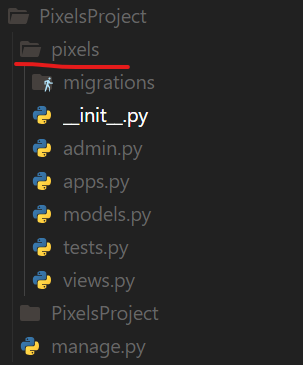 PixelsProject
pixels
migrations
__init__.py
admin.py
apps.py
models.py
tests.py
views.py
PixelsProject
manage.py